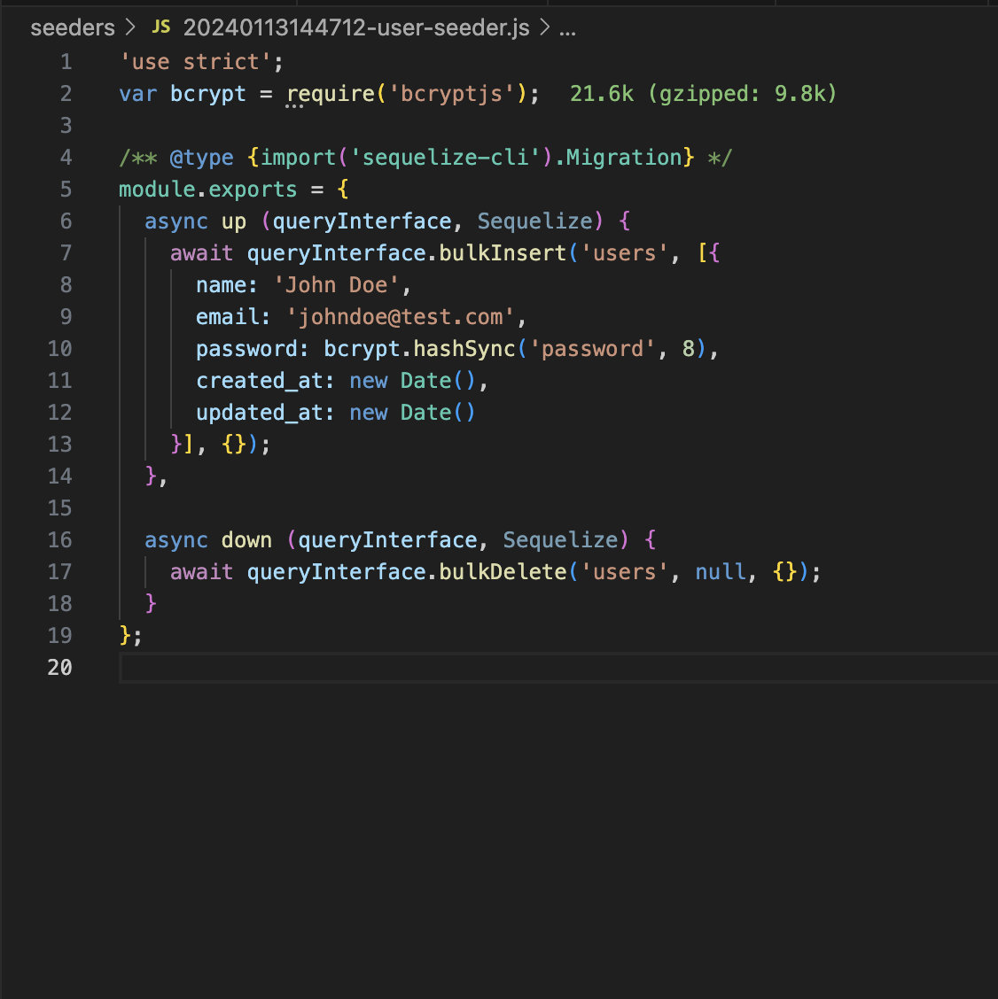 seeders > JS 20240113144712-user-seeder.js > ...
1 'use strict';
2 var bcrypt = require('bcryptjs'); 21.6k (gzipped: 9.8k)
3
4 /** @type {import('sequelize-cli').Migration} */
5 module.exports = {
6   async up (queryInterface, Sequelize) {
7     await queryInterface.bulkInsert('users', [{
8       name: 'John Doe',
9       email: 'johndoe@test.com',
10       password: bcrypt.hashSync('password', 8),
11       created_at: new Date(),
12       updated_at: new Date()
13     }], {});
14   },
15
16   async down (queryInterface, Sequelize) {
17     await queryInterface.bulkDelete('users', null, {});
18   }
19 };
20